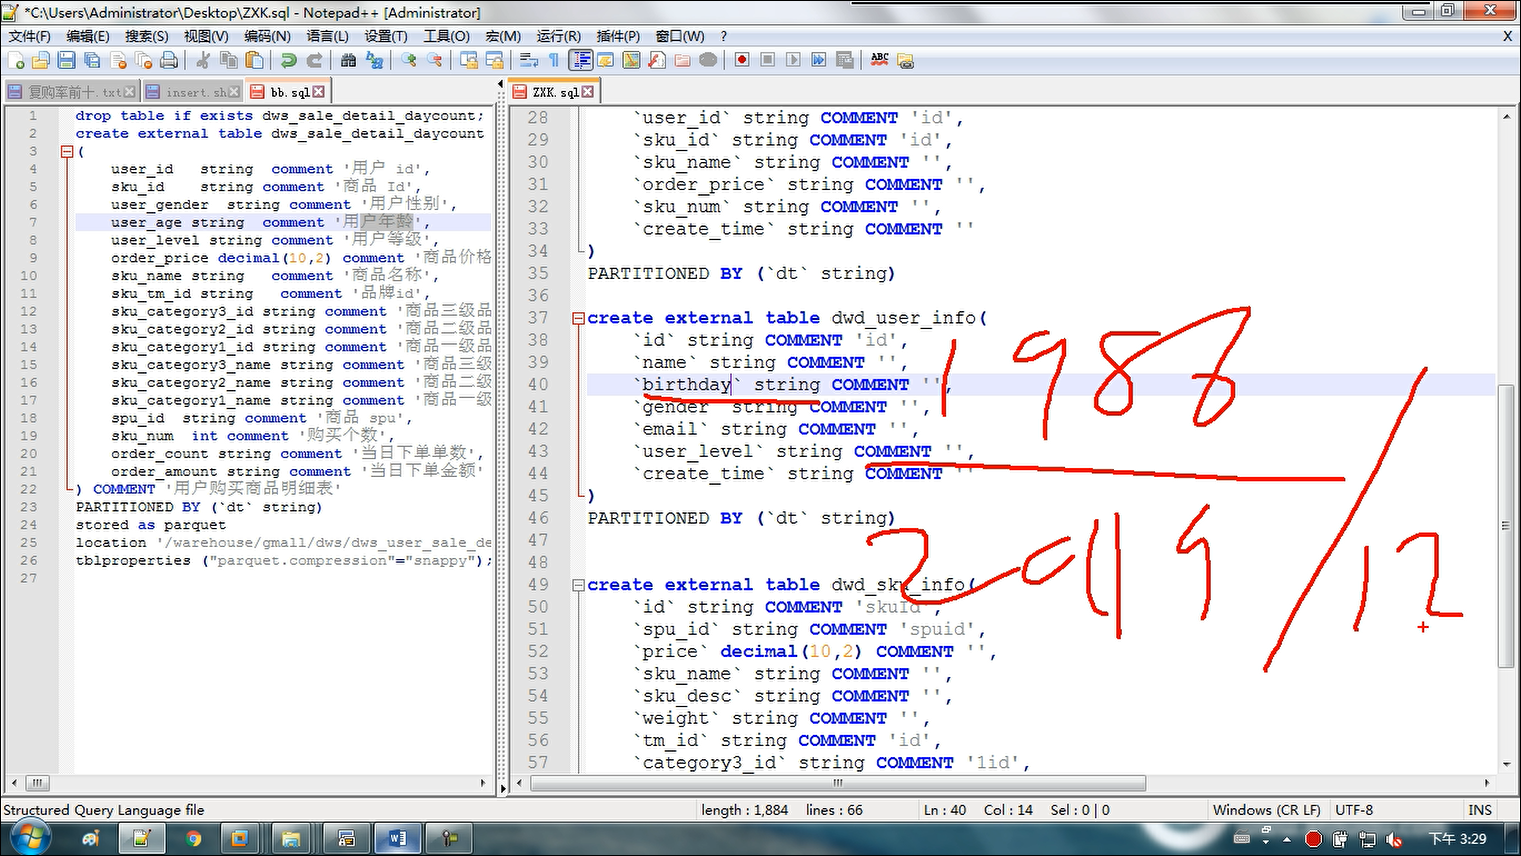 *C:\Users\Administrator\Desktop\ZXK.sql - Notepad++ [Administrator]
文件(F) 编辑(E) 搜索(S) 视图(V) 编码(N) 语言(L) 设置(T) 工具(O) 宏(M) 运行(R) 插件(P) 窗口(W) ? X
复购率前十.txt insert.sh bb.sql
1 drop table if exists dws_sale_detail_daycount;
2 create external table dws_sale_detail_daycount
3 (
4 user_id string comment '用户 id',
5 sku_id string comment '商品 Id',
6 user_gender string comment '用户性别',
7 user_age string comment '用户年龄',
8 user_level string comment '用户等级',
9 order_price decimal(10,2) comment '商品价格
10 sku_name string comment '商品名称',
11 sku_tm_id string comment '品牌id',
12 sku_category3_id string comment '商品三级品
13 sku_category2_id string comment '商品二级品
14 sku_category1_id string comment '商品一级品
15 sku_category3_name string comment '商品三级
16 sku_category2_name string comment '商品二级
17 sku_category1_name string comment '商品一级
18 spu_id string comment '商品 spu',
19 sku_num int comment '购买个数',
20 order_count string comment '当日下单单数',
21 order_amount string comment '当日下单金额'
22 ) COMMENT '用户购买商品明细表'
23 PARTITIONED BY (`dt` string)
24 stored as parquet
25 location '/warehouse/gmall/dws/dws_user_sale_de
26 tblproperties ("parquet.compression"="snappy");
27
ZXK.sql
28 `user_id` string COMMENT 'id',
29 `sku_id` string COMMENT 'id',
30 `sku_name` string COMMENT '',
31 `order_price` string COMMENT '',
32 `sku_num` string COMMENT '',
33 `create_time` string COMMENT ''
34 )
35 PARTITIONED BY (`dt` string)
36
37 create external table dwd_user_info(
38 `id` string COMMENT 'id',
39 `name` string COMMENT '',
40 `birthday` string COMMENT '',
41 `gender` string COMMENT '',
42 `email` string COMMENT '',
43 `user_level` string COMMENT '',
44 `create_time` string COMMENT ''
45 )
46 PARTITIONED BY (`dt` string)
47
48
49 create external table dwd_sku_info(
50 `id` string COMMENT 'skuId',
51 `spu_id` string COMMENT 'spuid',
52 `price` decimal(10,2) COMMENT '',
53 `sku_name` string COMMENT '',
54 `sku_desc` string COMMENT '',
55 `weight` string COMMENT '',
56 `tm_id` string COMMENT 'id',
57 `category3_id` string COMMENT '1id',
1988
2019 / 12
Structured Query Language file length : 1,884 lines : 66 Ln : 40 Col : 14 Sel : 0 | 0 Windows (CR LF) UTF-8 INS
下午 3:29